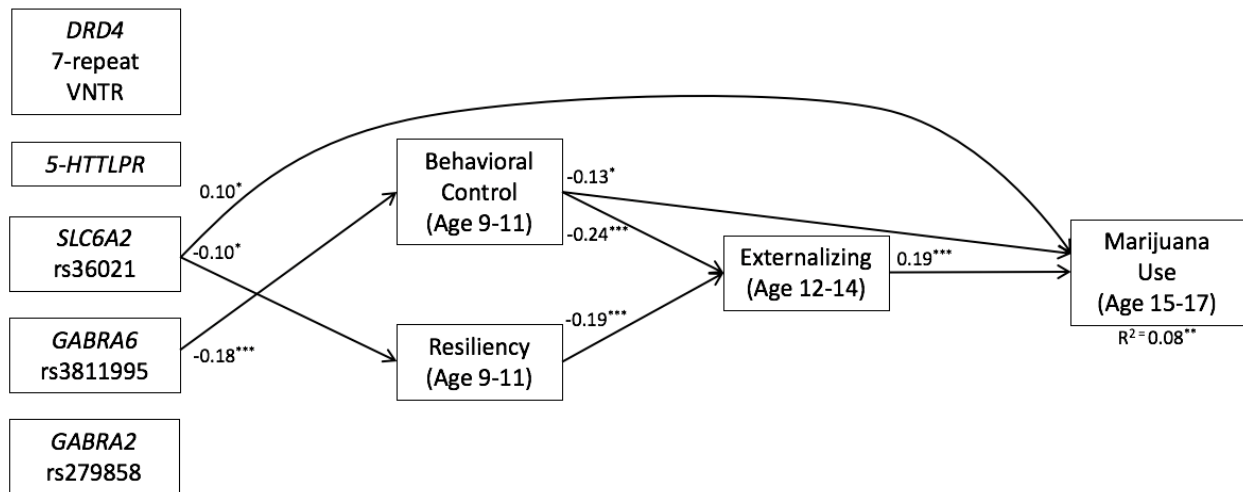 DRD4
7-repeat
VNTR
5-HTTLPR
SLC6A2
rs36021
GABRA6
rs3811995
GABRA2
rs279858
0.10*
-0.10*
-0.18***
Behavioral
Control
(Age 9-11)
Resiliency
(Age 9-11)
-0.13*
-0.24***
-0.19***
Externalizing
(Age 12-14)
0.19***
Marijuana
Use
(Age 15-17)
R² = 0.08**